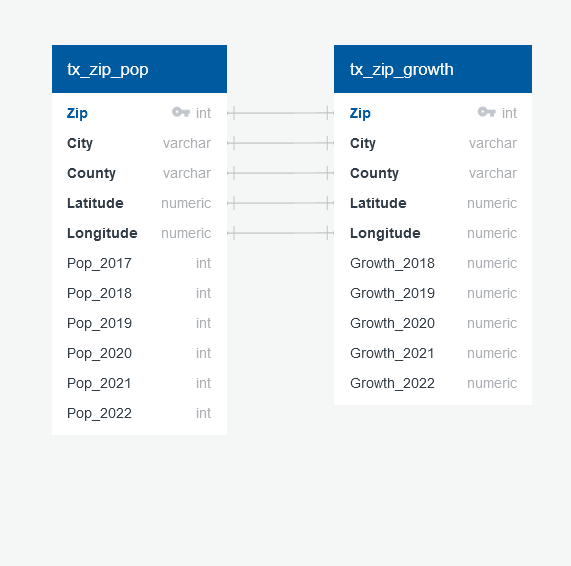 tx_zip_pop
Zip int
City varchar
County varchar
Latitude numeric
Longitude numeric
Pop_2017 int
Pop_2018 int
Pop_2019 int
Pop_2020 int
Pop_2021 int
Pop_2022 int
tx_zip_growth
Zip int
City varchar
County varchar
Latitude numeric
Longitude numeric
Growth_2018 numeric
Growth_2019 numeric
Growth_2020 numeric
Growth_2021 numeric
Growth_2022 numeric